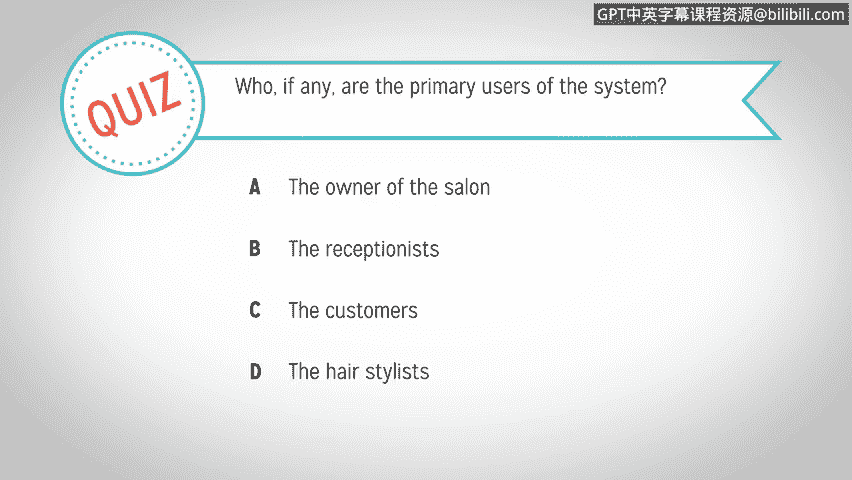 GPT中英字幕课程资源@bilibili.com
QUIZ
Who, if any, are the primary users of the system?
A The owner of the salon
B The receptionists
C The customers
D The hair stylists